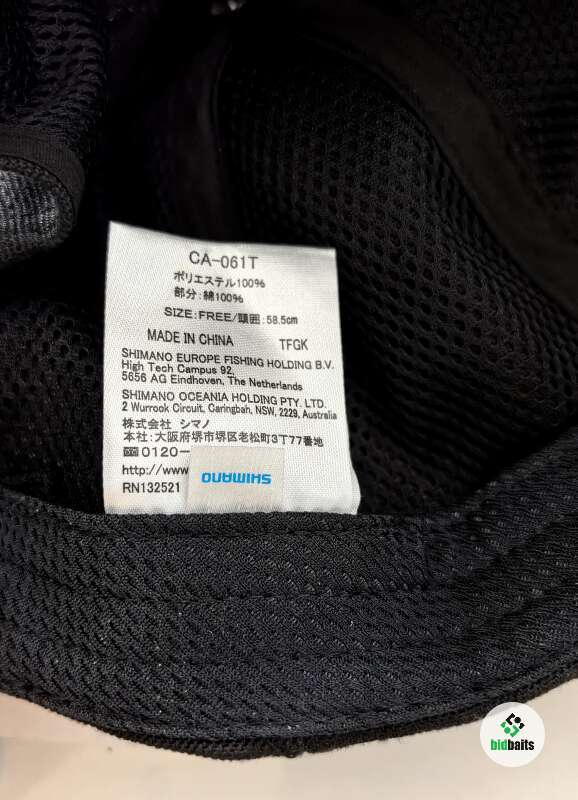 CA-061T
ポリエステル100%
部分：綿100%
SIZE: FREE/頭囲：58.5cm
MADE IN CHINA TFGK
SHIMANO EUROPE FISHING HOLDING B.V.
High Tech Campus 92,
5656 AG Eindhoven, The Netherlands
SHIMANO OCEANIA HOLDING PTY. LTD.
2 Wurrook Circuit, Caringbah, NSW, 2229, Australia
株式会社 シマノ
本社：大阪府堺市堺区老松町3丁77番地
0120-
http://www
RN132521
SHIMANO
bidbaits